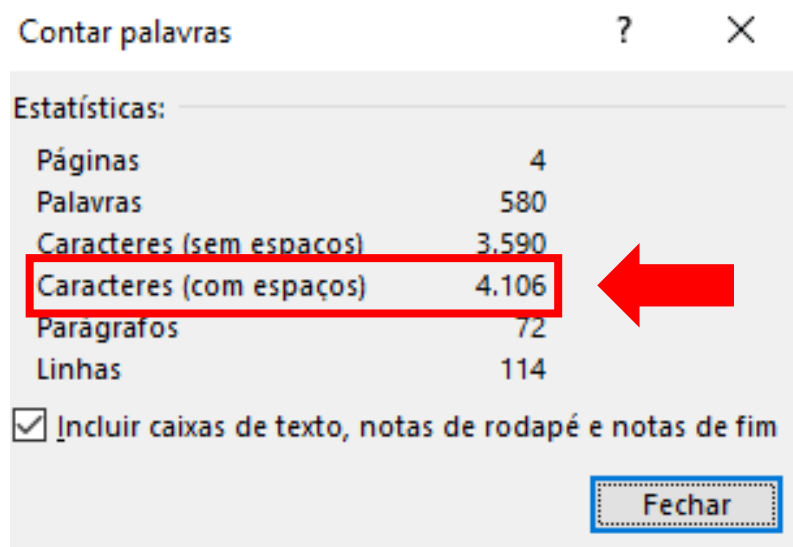 Contar palavras ? ×
Estatísticas:
Páginas 4
Palavras 580
Caracteres (sem espaços) 3.590
Caracteres (com espaços) 4.106
Parágrafos 72
Linhas 114
Incluir caixas de texto, notas de rodapé e notas de fim
Fechar